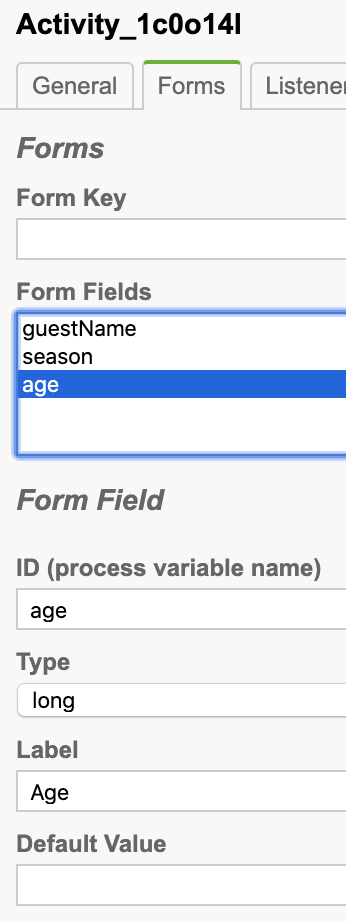 Activity_1c0o14l
General
Forms
Forms
Form Key
Form Fields
guestName
season
age
Form Field
ID (process variable name)
age
Type
long
Label
Age
Default Value